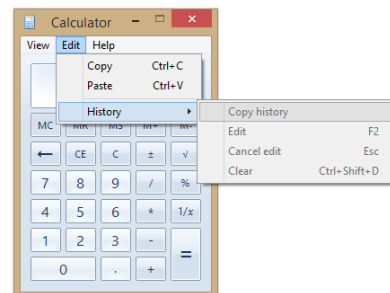 Calculator
View Edit Help
Copy Ctrl+C
Paste Ctrl+V
History
Copy history
Edit F2
Cancel edit Esc
Clear Ctrl+Shift+D
MC MR MS M+ M-
← CE C ± √
7 8 9 / %
4 5 6 * 1/x
1 2 3 - =
0 . +